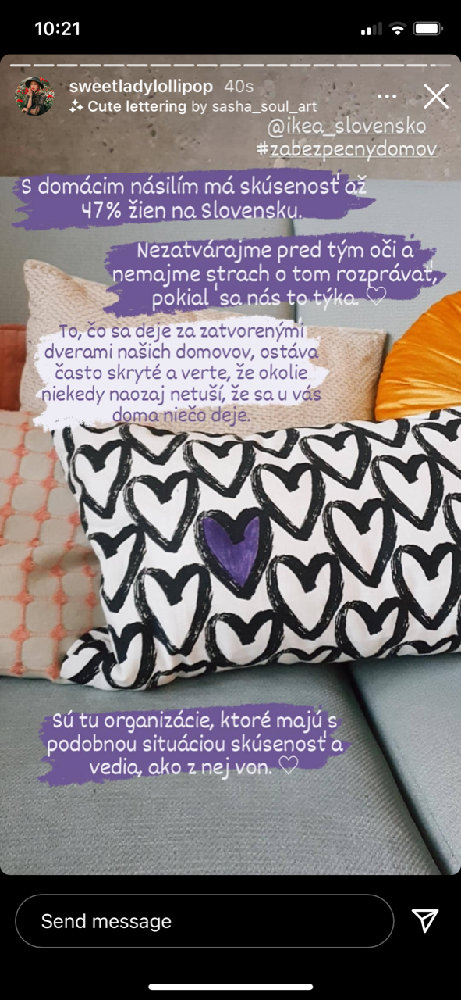 10:21
sweetladylollipop 40s
Cute lettering by sasha_soul_art
@ikea_slovensko
#zabezpecnydomov
S domácim násilím má skúsenosť až
47% žien na Slovensku.
Nezatvárajme pred tým oči a
nemajme strach o tom rozprávať,
pokiaľ sa nás to týka. ♡
To, čo sa deje za zatvorenými
dverami našich domovov, ostáva
často skryté a verte, že okolie
niekedy naozaj netuší, že sa u vás
doma niečo deje.
Sú tu organizácie, ktoré majú s
podobnou situáciou skúsenosť a
vedia, ako z nej von. ♡
Send message